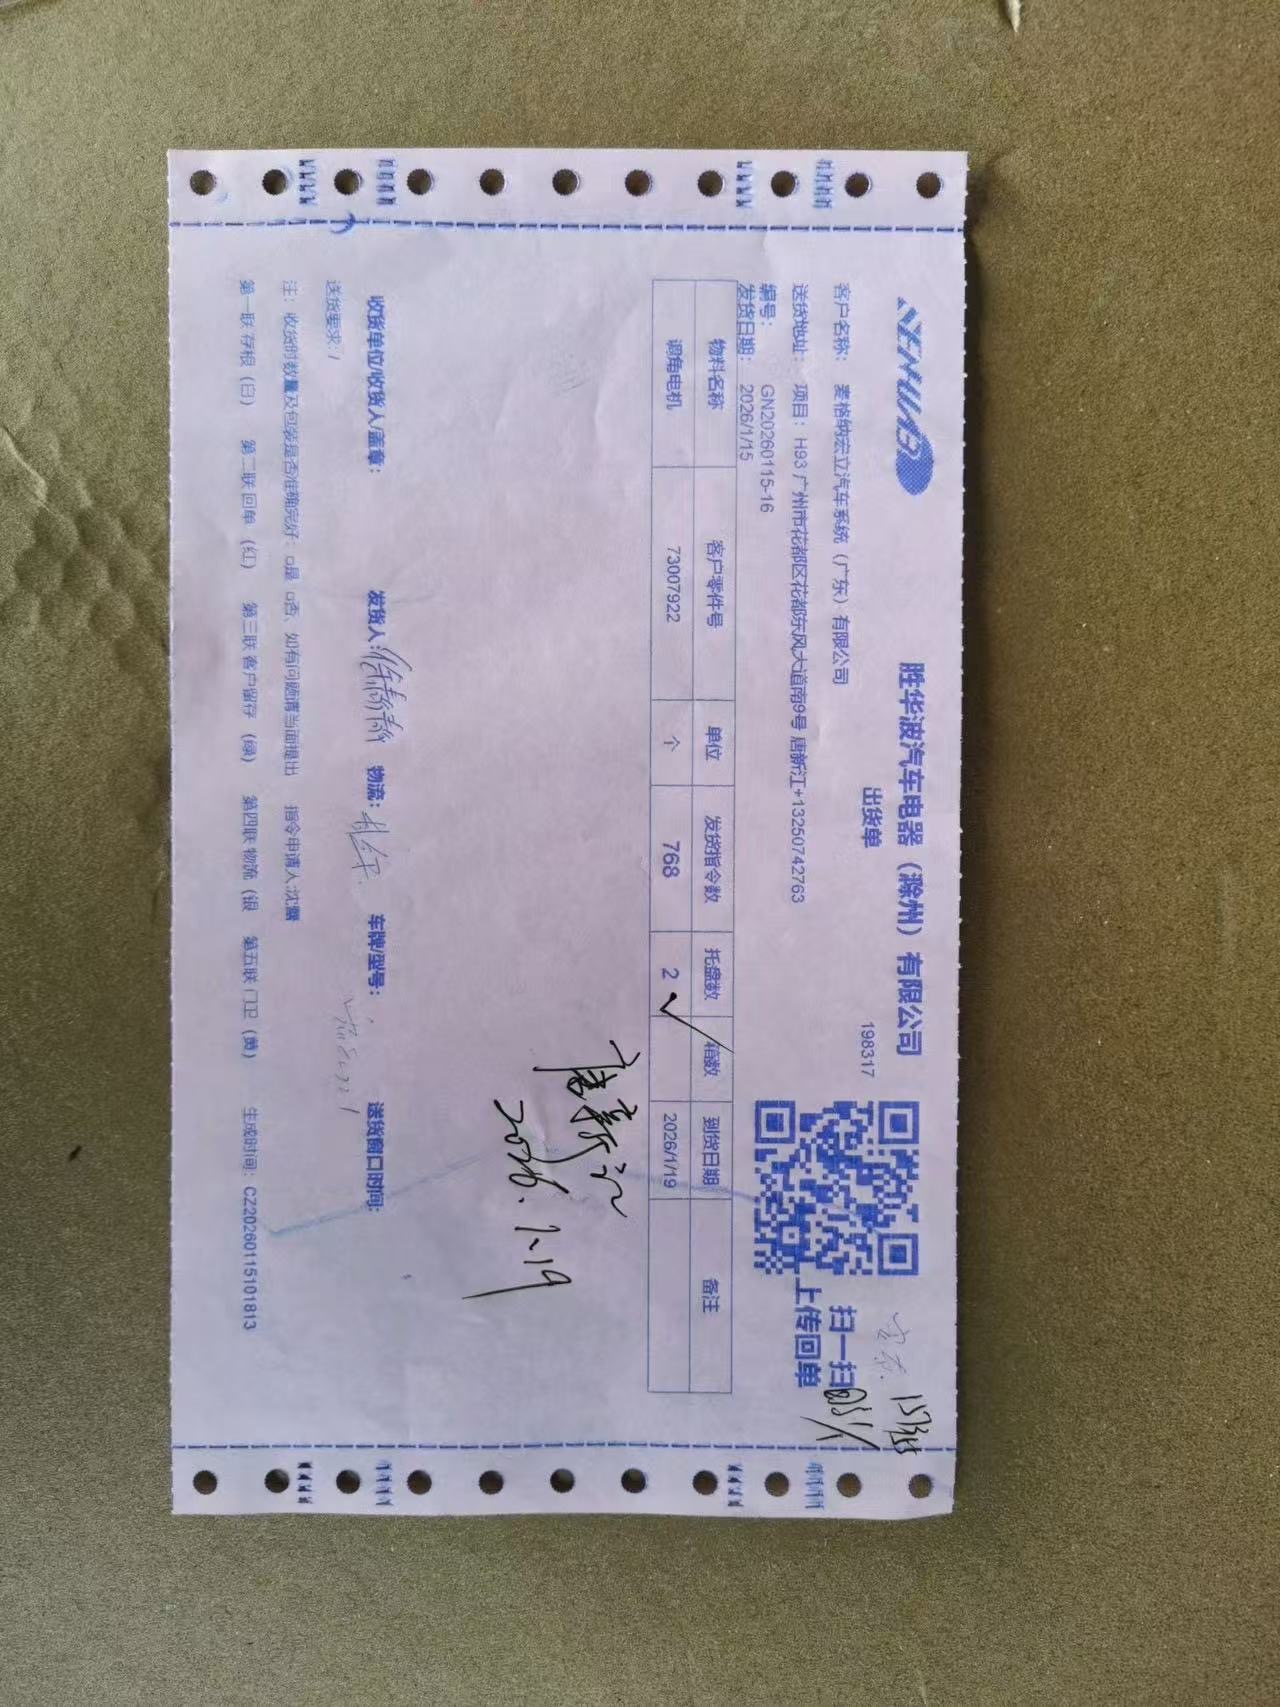 胜华波汽车电器（滁州）有限公司
出货单
198317
扫一扫
上传回单
客户名称： 麦格纳宏立汽车系统（广东）有限公司
送货地址： 项目：H93 广州市花都区花都东风大道南9号 唐新江+13250742763
编号： GN20260115-16
发货日期： 2026/1/15
物料名称 客户零件号 单位 发货指令数 托盘数 箱数 到货日期 备注
调角电机 73007922 个 768 2 2026/1/19
唐新江
2026.1.19
收货单位/收货人/盖章： 发货人： 物流： 车牌/型号： 送货窗口时间:
送货要求:/
注： 收货时数量及包装是否准确完好：□是 □否，如有问题请当面提出 指令申请人:沈露
第一联 存根（白） 第二联 回单（红） 第三联 客户留存（绿） 第四联 物流（银 第五联 门卫（黄） 生成时间：CZ20260115101813